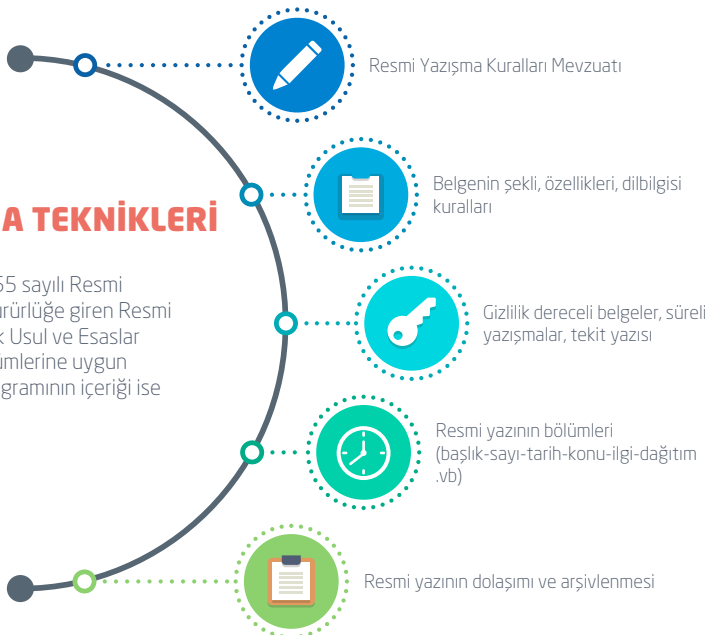 A TEKNİKLERİ
55 sayılı Resmi
ürürlüğe giren Resmi
k Usul ve Esaslar
ümlerine uygun
gramının içeriği ise
Resmi Yazışma Kuralları Mevzuatı
Belgenin şekli, özellikleri, dilbilgisi
kuralları
Gizlilik dereceli belgeler, süreli
yazışmalar, tekit yazısı
Resmi yazının bölümleri
(başlık-sayı-tarih-konu-ilgi-dağıtım
.vb)
Resmi yazının dolaşımı ve arşivlenmesi